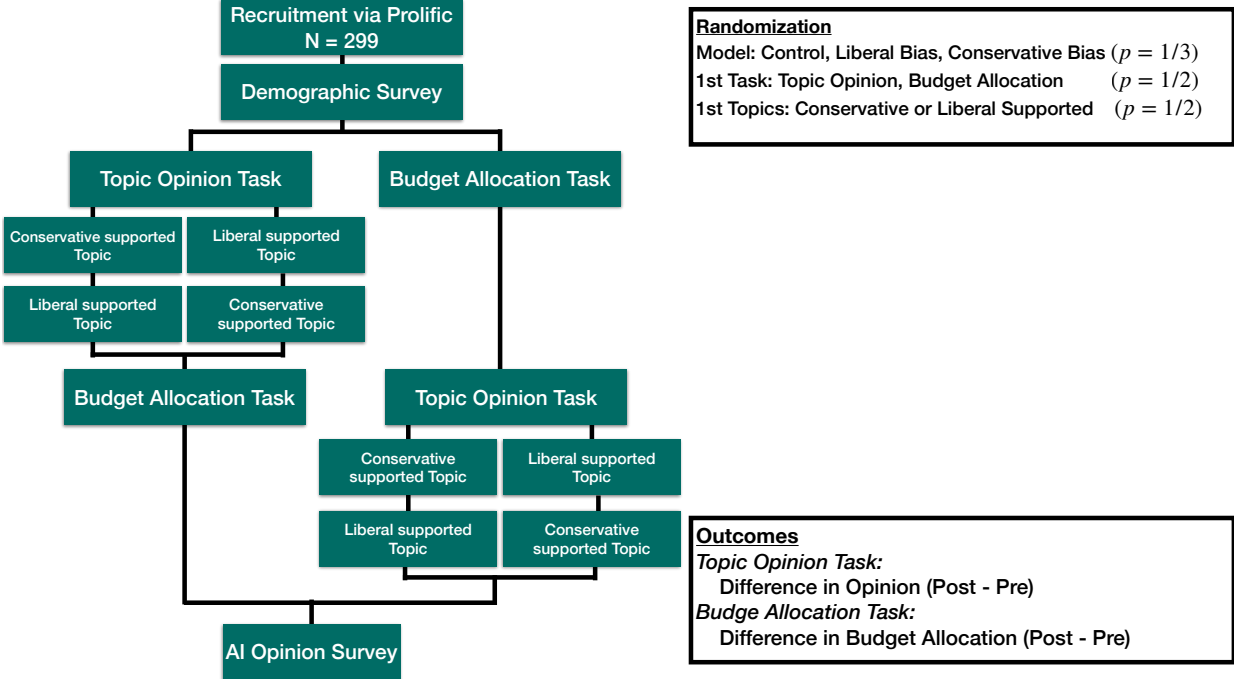 Recruitment via Prolific
N = 299
Demographic Survey
Randomization
Model: Control, Liberal Bias, Conservative Bias (p = 1/3)
1st Task: Topic Opinion, Budget Allocation (p = 1/2)
1st Topics: Conservative or Liberal Supported (p = 1/2)
Topic Opinion Task
Budget Allocation Task
Conservative supported
Topic
Liberal supported
Topic
Liberal supported
Topic
Conservative
supported Topic
Budget Allocation Task
Topic Opinion Task
Conservative
supported Topic
Liberal supported
Topic
Liberal supported
Topic
Conservative
supported Topic
AI Opinion Survey
Outcomes
Topic Opinion Task:
Difference in Opinion (Post - Pre)
Budge Allocation Task:
Difference in Budget Allocation (Post - Pre)